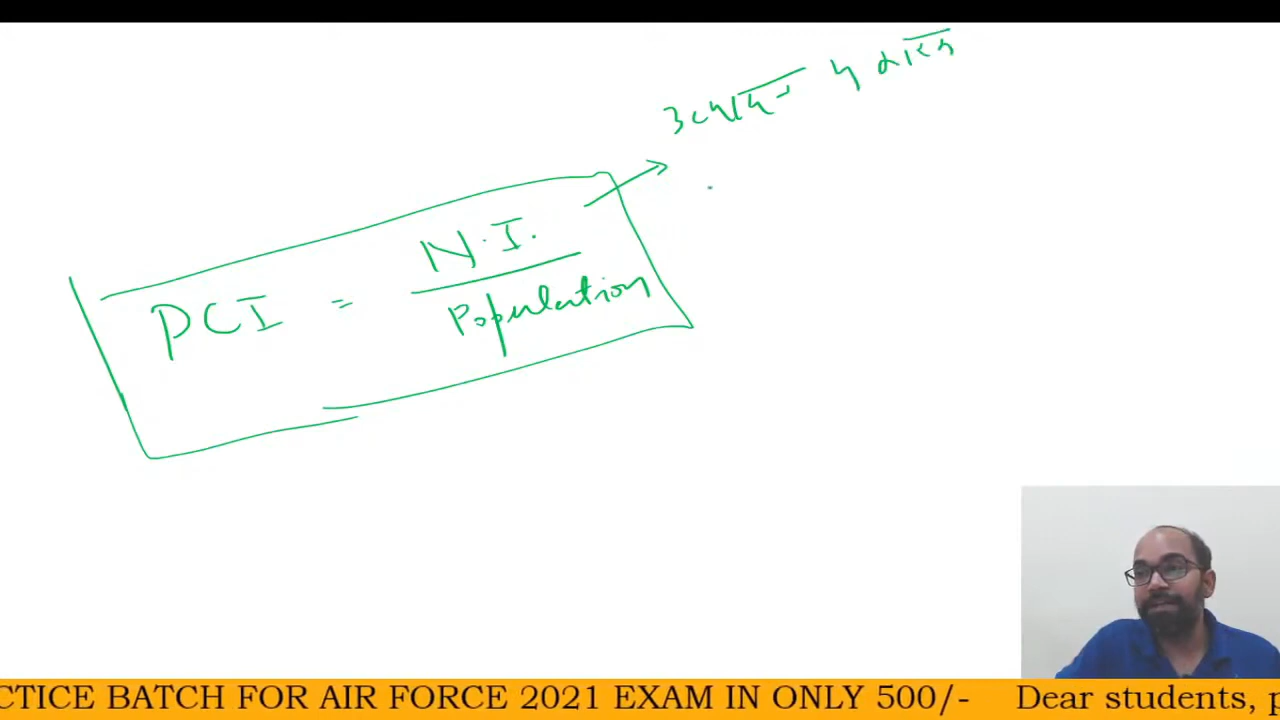 PCI = N.I. / Population
CTICE BATCH FOR AIR FORCE 2021 EXAM IN ONLY 500/- Dear students, p